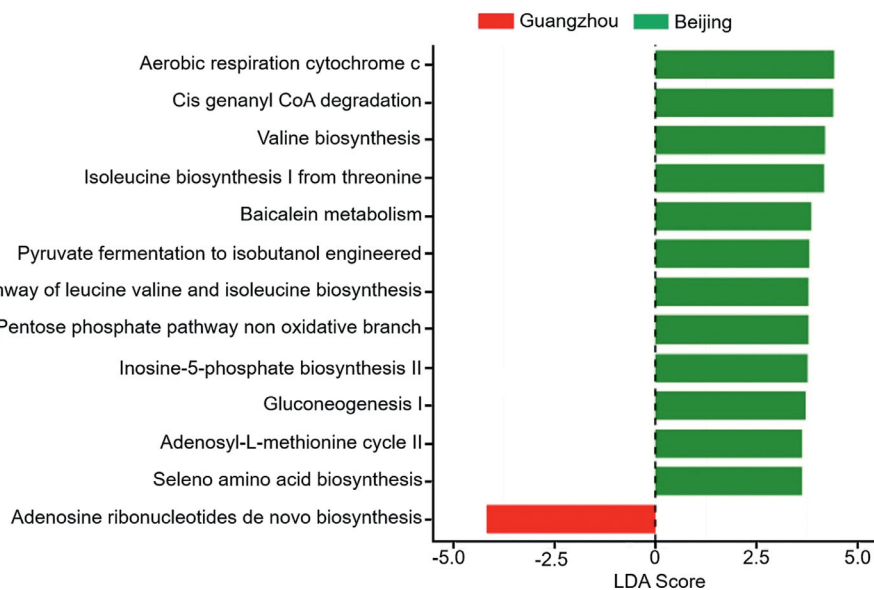 Guangzhou Beijing
Aerobic respiration cytochrome c
Cis genanyl CoA degradation
Valine biosynthesis
Isoleucine biosynthesis I from threonine
Baicalein metabolism
Pyruvate fermentation to isobutanol engineered
of leucine valine and isoleucine biosynthesis
Pentose phosphate pathway non oxidative branch
Inosine-5-phosphate biosynthesis II
Gluconeogenesis I
Adenosyl-L-methionine cycle II
Seleno amino acid biosynthesis
Adenosine ribonucleotides de novo biosynthesis
-5.0 -2.5 0 2.5 5.0
LDA Score